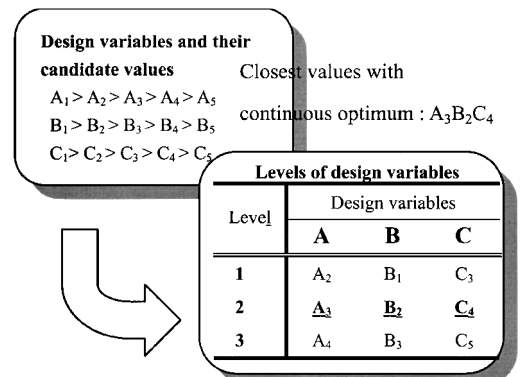 Design variables and their
candidate values
A₁ > A₂ > A₃ > A₄ > A₅
B₁ > B₂ > B₃ > B₄ > B₅
C₁> C₂ > C₃ > C₄ > C₅
Closest values with
continuous optimum : A₃B₂C₄
Levels of design variables
Level Design variables
A B C
1 A₂ B₁ C₃
2 A₃ B₂ C₄
3 A₄ B₃ C₅